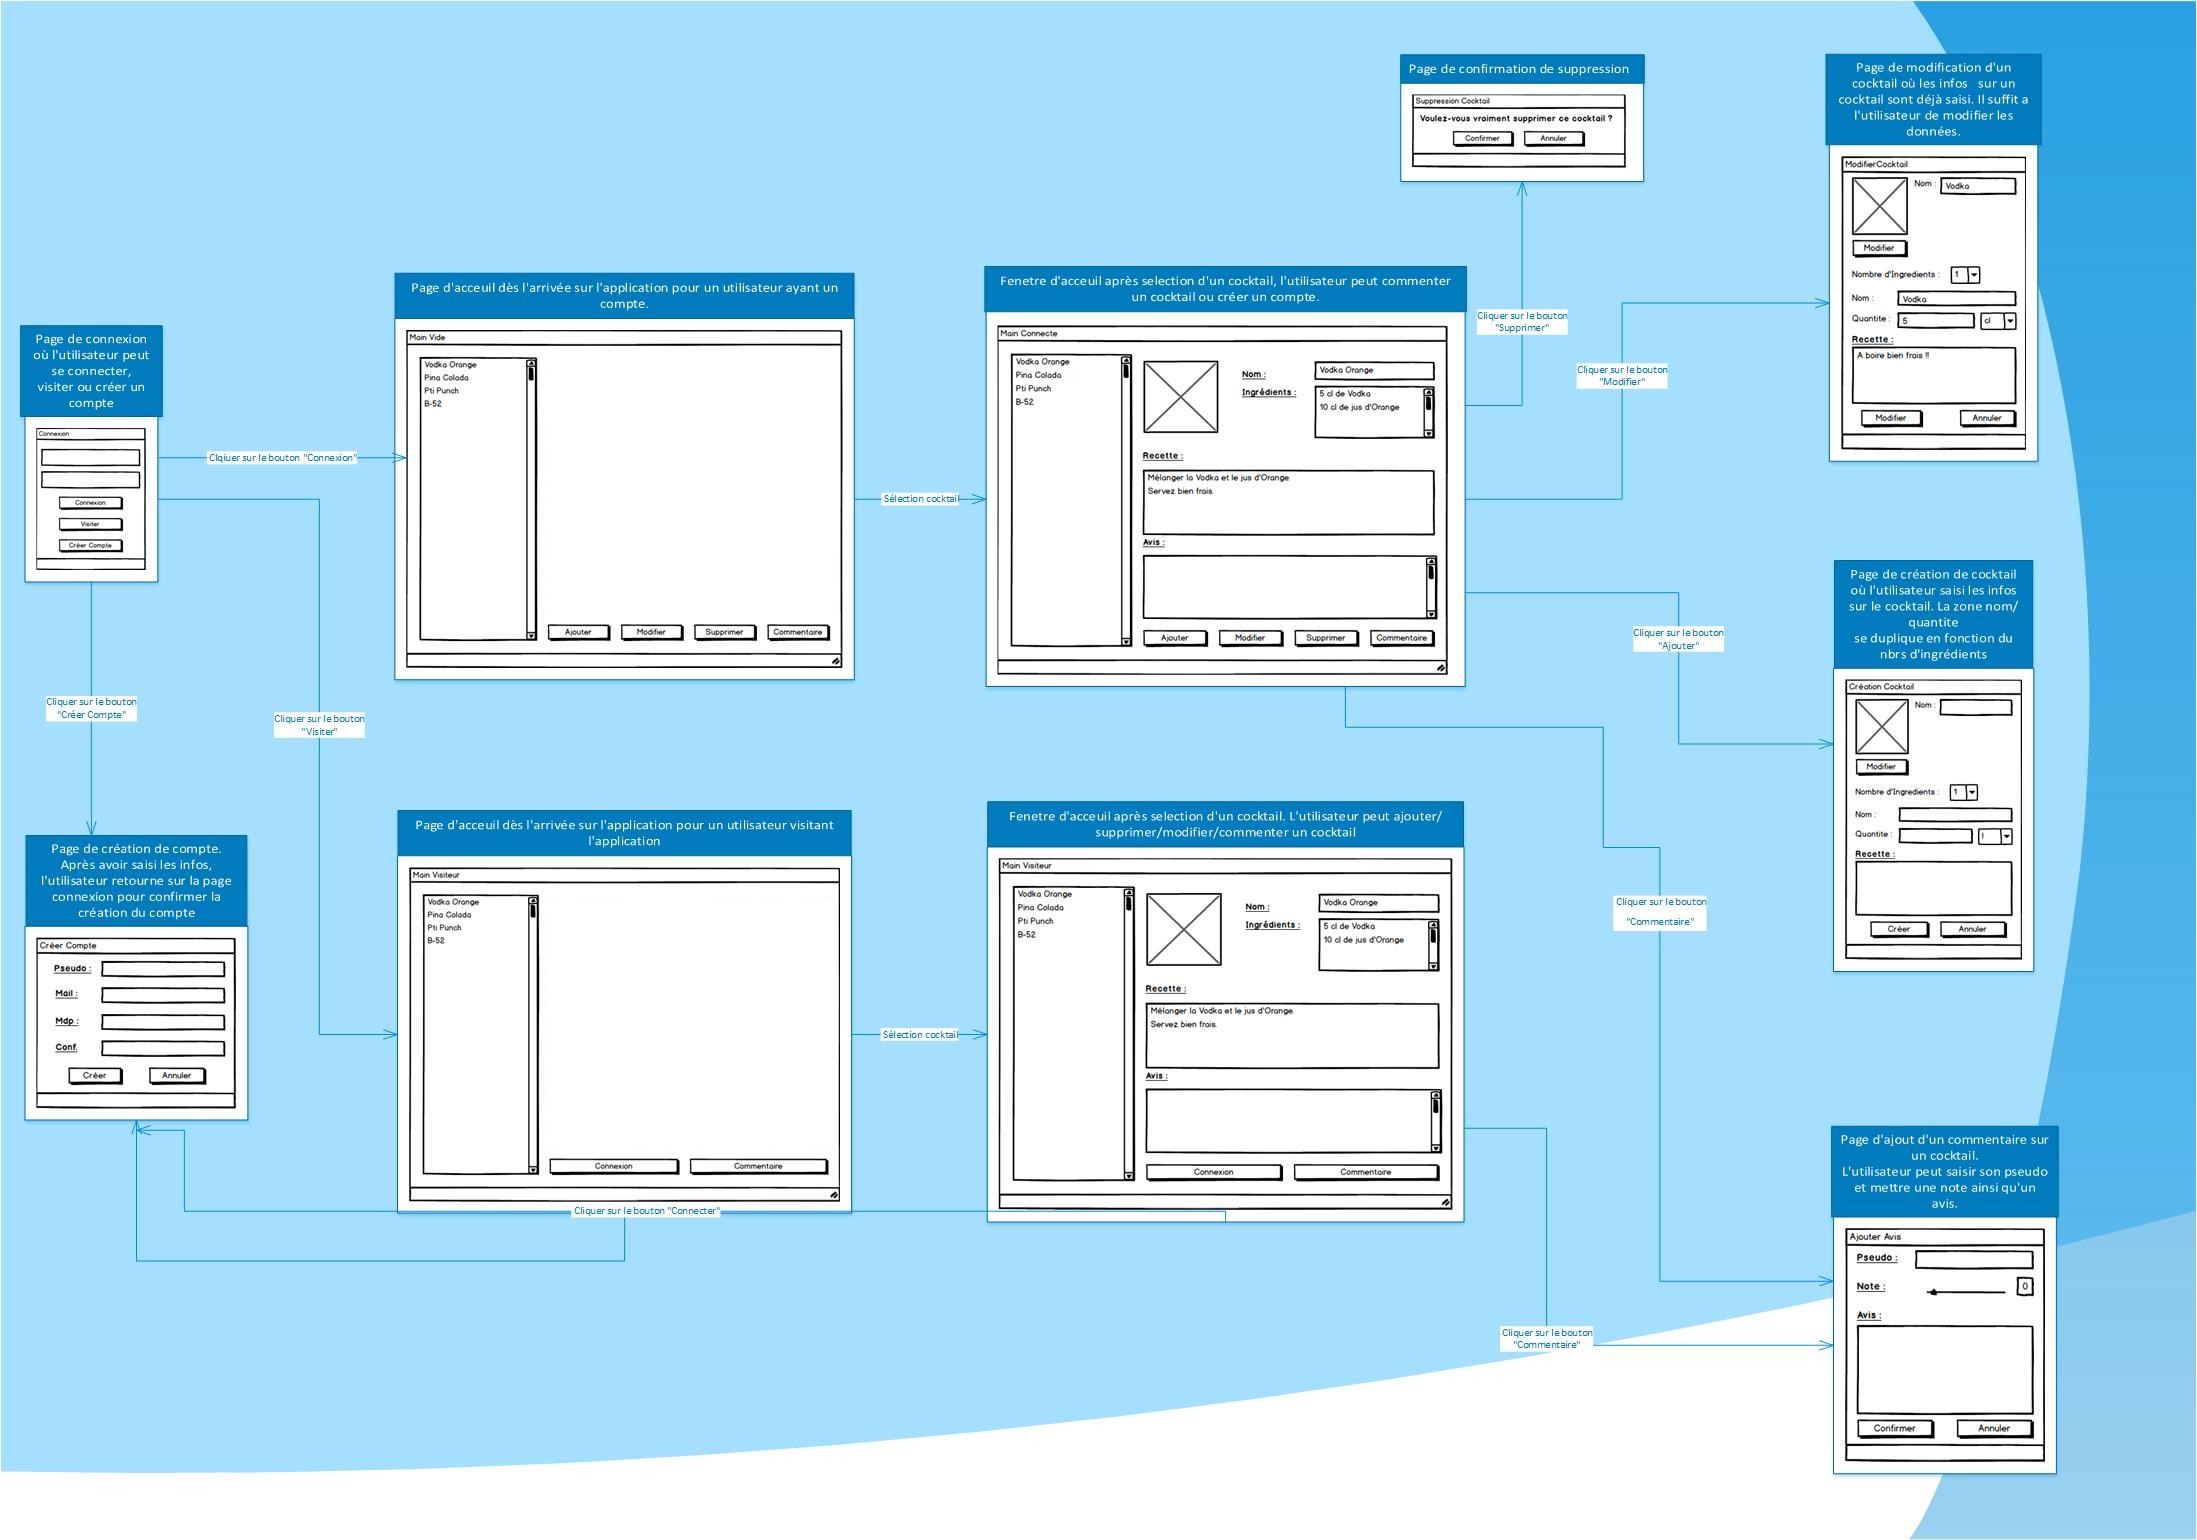 Page de confirmation de suppression
Suppression Cocktail
Voulez-vous vraiment supprimer ce cocktail ?
Confirmer
Annuler
Page de modification d'un
cocktail où les infos   sur un
cocktail sont déjà saisi. Il suffit a
l'utilisateur de modifier les
données.
ModifierCocktail
Nom :
Vodka
Modifier
Nombre d'Ingredients :
1
Nom :
Vodka
Quantite :
5
cl
Recette :
A boire bien frais !!
Modifier
Annuler
Page de connexion
où l'utilisateur peut
se connecter,
visiter ou créer un
compte
Connexion
Connexion
Visiter
Créer Compte
Clqiuer sur le bouton "Connexion"
Page d'acceuil dès l'arrivée sur l'application pour un utilisateur ayant un
compte.
Main Vide
Vodka Orange
Pina Colada
Pti Punch
B-52
Ajouter
Modifier
Supprimer
Commentaire
Sélection cocktail
Fenetre d'acceuil après selection d'un cocktail, l'utilisateur peut commenter
un cocktail ou créer un compte.
Main Connecte
Vodka Orange
Pina Colada
Pti Punch
B-52
Nom :
Vodka Orange
Ingrédients :
5 cl de Vodka
10 cl de jus d'Orange
Recette :
Mélanger la Vodka et le jus d'Orange.
Servez bien frais.
Avis :
Ajouter
Modifier
Supprimer
Commentaire
Cliquer sur le bouton
"Supprimer"
Cliquer sur le bouton
"Modifier"
Cliquer sur le bouton
"Ajouter"
Page de création de cocktail
où l'utilisateur saisi les infos
sur le cocktail. La zone nom/
quantite
se duplique en fonction du
nbrs d'ingrédients
Création Cocktail
Nom :
Modifier
Nombre d'Ingredients :
1
Nom :
Quantite :
l
Recette :
Créer
Annuler
Cliquer sur le bouton
"Créer Compte"
Cliquer sur le bouton
"Visiter"
Page de création de compte.
Après avoir saisi les infos,
l'utilisateur retourne sur la page
connexion pour confirmer la
création du compte
Créer Compte
Pseudo :
Mail :
Mdp :
Conf.
Créer
Annuler
Page d'acceuil dès l'arrivée sur l'application pour un utilisateur visitant
l'application
Main Visiteur
Vodka Orange
Pina Colada
Pti Punch
B-52
Connexion
Commentaire
Sélection cocktail
Cliquer sur le bouton "Connecter"
Fenetre d'acceuil après selection d'un cocktail. L'utilisateur peut ajouter/
supprimer/modifier/commenter un cocktail
Main Visiteur
Vodka Orange
Pina Colada
Pti Punch
B-52
Nom :
Vodka Orange
Ingrédients :
5 cl de Vodka
10 cl de jus d'Orange
Recette :
Mélanger la Vodka et le jus d'Orange.
Servez bien frais.
Avis :
Connexion
Commentaire
Cliquer sur le bouton
"Commentaire"
Cliquer sur le bouton
"Commentaire"
Page d'ajout d'un commentaire sur
un cocktail.
L'utilisateur peut saisir son pseudo
et mettre une note ainsi qu'un
avis.
Ajouter Avis
Pseudo :
Note :
0
Avis :
Confirmer
Annuler